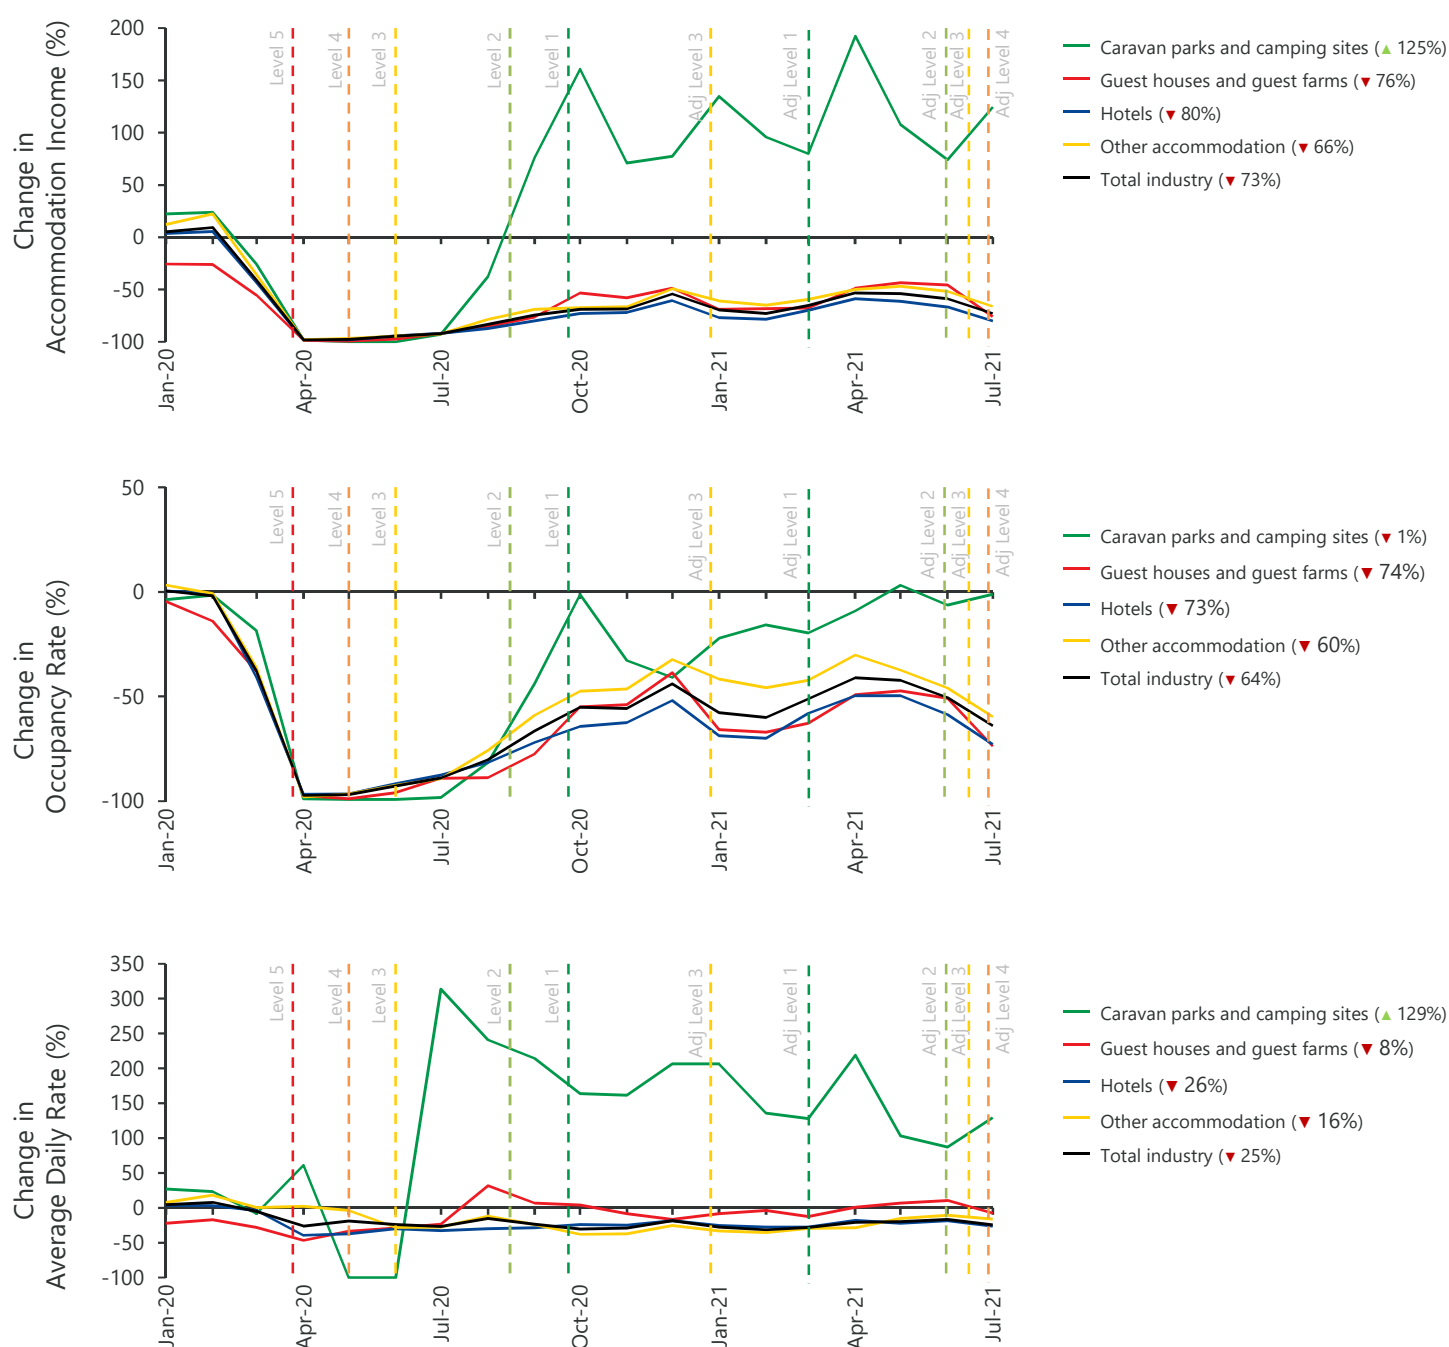 Change in
Accommodation Income (%)
200
150
100
50
0
-50
-100
Level 5
Level 4
Level 3
Level 2
Level 1
Adj Level 3
Adj Level 1
Adj Level 2
Adj Level 3
Adj Level 4
Jan-20
Apr-20
Jul-20
Oct-20
Jan-21
Apr-21
Jul-21
Caravan parks and camping sites (▲ 125%)
Guest houses and guest farms (▼ 76%)
Hotels (▼ 80%)
Other accommodation (▼ 66%)
Total industry (▼ 73%)
Change in
Occupancy Rate (%)
50
0
-50
-100
Level 5
Level 4
Level 3
Level 2
Level 1
Adj Level 3
Adj Level 1
Adj Level 2
Adj Level 3
Adj Level 4
Jan-20
Apr-20
Jul-20
Oct-20
Jan-21
Apr-21
Jul-21
Caravan parks and camping sites (▼ 1%)
Guest houses and guest farms (▼ 74%)
Hotels (▼ 73%)
Other accommodation (▼ 60%)
Total industry (▼ 64%)
Change in
Average Daily Rate (%)
350
300
250
200
150
100
50
0
-50
-100
Level 5
Level 4
Level 3
Level 2
Level 1
Adj Level 3
Adj Level 1
Adj Level 2
Adj Level 3
Adj Level 4
Jan-20
Apr-20
Jul-20
Oct-20
Jan-21
Apr-21
Jul-21
Caravan parks and camping sites (▲ 129%)
Guest houses and guest farms (▼ 8%)
Hotels (▼ 26%)
Other accommodation (▼ 16%)
Total industry (▼ 25%)